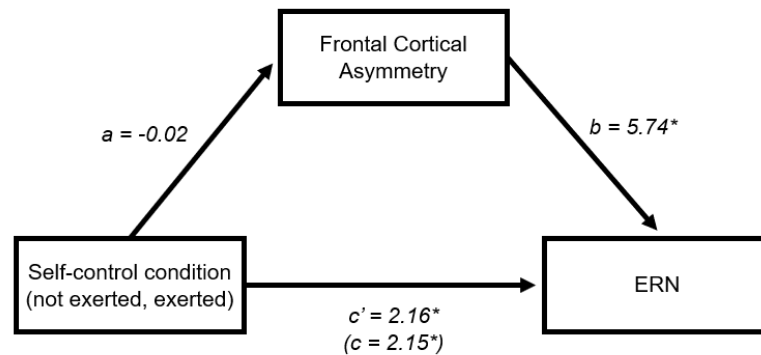 Frontal Cortical
Asymmetry
a = -0.02
b = 5.74*
Self-control condition
(not exerted, exerted)
ERN
c’ = 2.16*
(c = 2.15*)